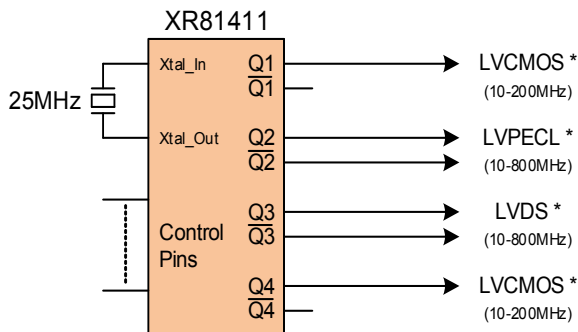 XR81411
Xtal_In
Q1
Q1
LVCMOS *
(10-200MHz)
25MHz
Xtal_Out
Q2
Q2
LVPECL *
(10-800MHz)
Control
Pins
Q3
Q3
LVDS *
(10-800MHz)
Q4
Q4
LVCMOS *
(10-200MHz)